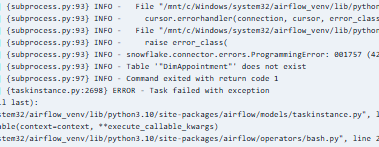 ] {subprocess.py:93} INFO -   File "/mnt/c/Windows/system32/airflow_venv/lib/python
] {subprocess.py:93} INFO -     cursor.errorhandler(connection, cursor, error_class
] {subprocess.py:93} INFO -   File "/mnt/c/Windows/system32/airflow_venv/lib/python
] {subprocess.py:93} INFO -     raise error_class(
] {subprocess.py:93} INFO - snowflake.connector.errors.ProgrammingError: 001757 (42
] {subprocess.py:93} INFO - Table '"DimAppointment"' does not exist
] {subprocess.py:97} INFO - Command exited with return code 1
] {taskinstance.py:2698} ERROR - Task failed with exception
ll last):
stem32/airflow_venv/lib/python3.10/site-packages/airflow/models/taskinstance.py", l
able(context=context, **execute_callable_kwargs)
stem32/airflow_venv/lib/python3.10/site-packages/airflow/operators/bash.py", line 2